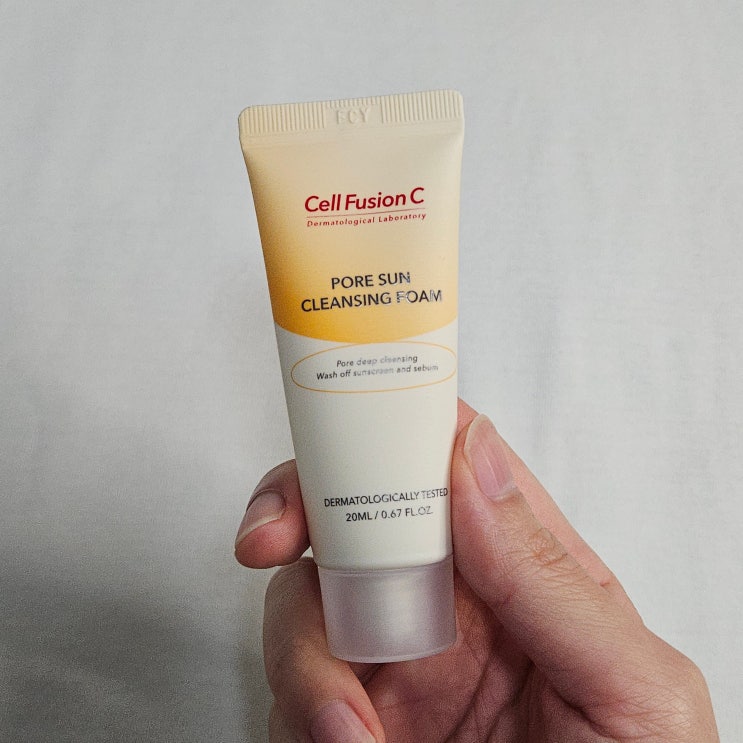 FCY
Cell Fusion C
Dermatological Laboratory
PORE SUN
CLEANSING FOAM
Pore deep cleansing
Wash off sunscreen and sebum
DERMATOLOGICALLY TESTED
20ML / 0.67 FL.OZ.